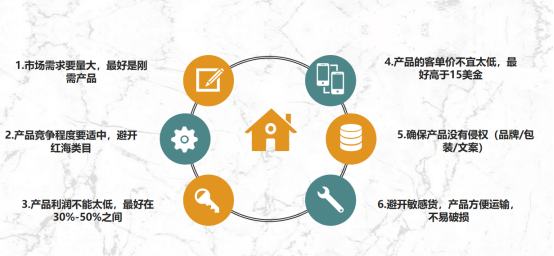 1.市场需求要量大，最好是刚
需产品
2.产品竞争程度要适中，避开
红海类目
3.产品利润不能太低，最好在
30%-50%之间
4.产品的客单价不宜太低，最
好高于15美金
5.确保产品没有侵权（品牌/包
装/文案）
6.避开敏感货，产品方便运输，
不易破损